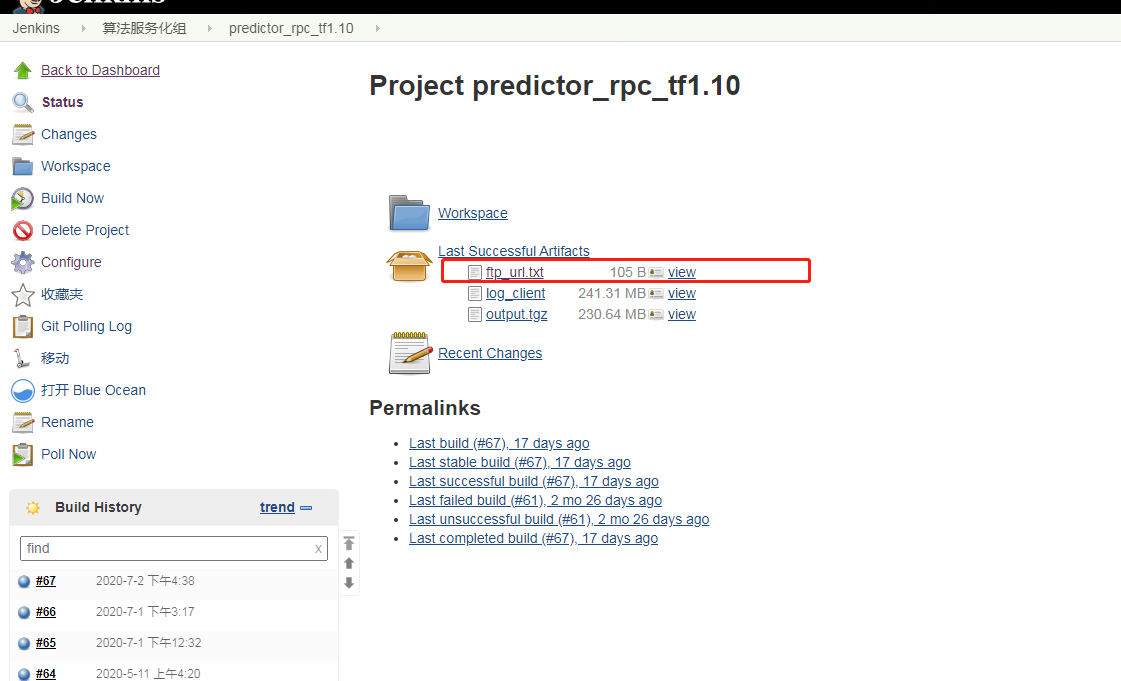 Jenkins
Jenkins 算法服务化组 predictor_rpc_tf1.10
Back to Dashboard
Status
Changes
Workspace
Build Now
Delete Project
Configure
收藏夹
Git Polling Log
移动
打开 Blue Ocean
Rename
Poll Now
Build History trend
find x
#67 2020-7-2 下午4:38
#66 2020-7-1 下午3:17
#65 2020-7-1 下午12:32
#64 2020-5-11 上午4:20
Project predictor_rpc_tf1.10
Workspace
Last Successful Artifacts
ftp_url.txt 105 B view
log_client 241.31 MB view
output.tgz 230.64 MB view
Recent Changes
Permalinks
Last build (#67), 17 days ago
Last stable build (#67), 17 days ago
Last successful build (#67), 17 days ago
Last failed build (#61), 2 mo 26 days ago
Last unsuccessful build (#61), 2 mo 26 days ago
Last completed build (#67), 17 days ago